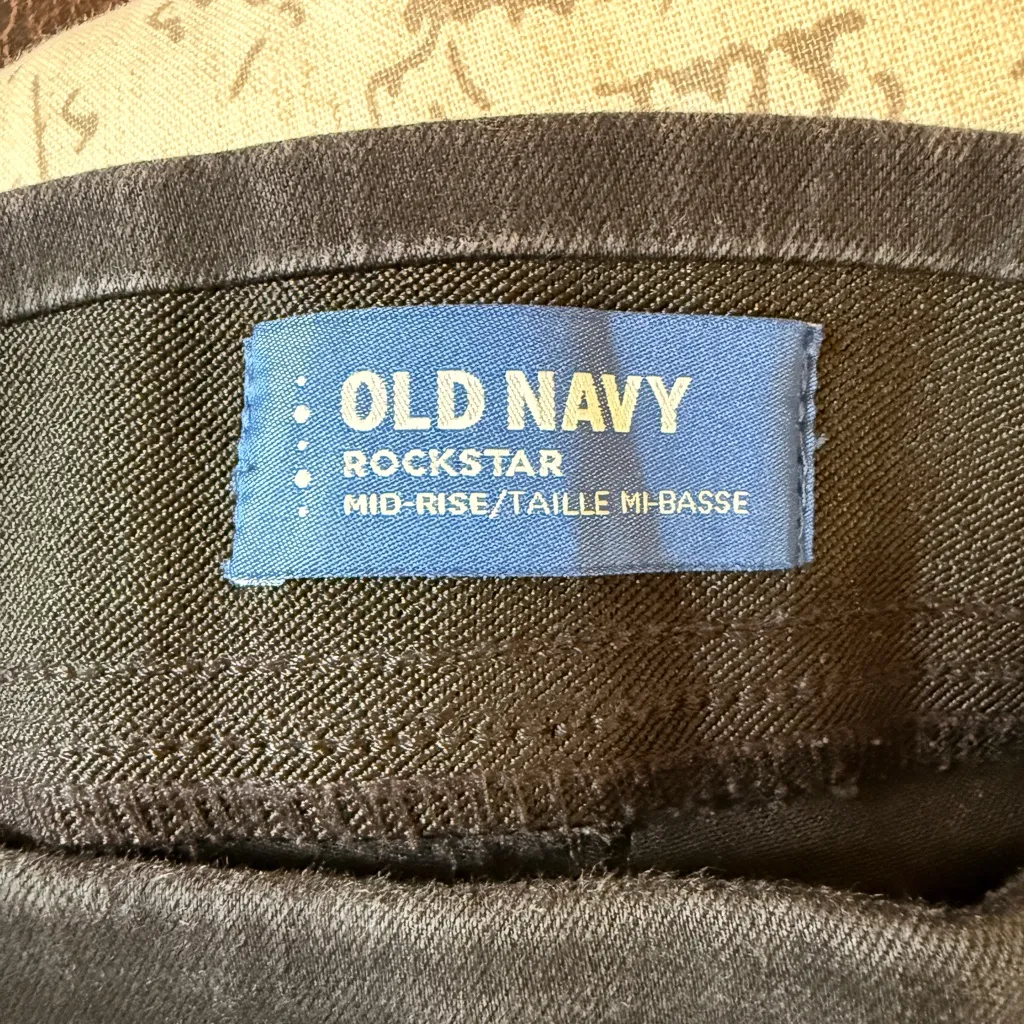 OLD NAVY
ROCKSTAR
MID-RISE/TAILLE MI-BASSE